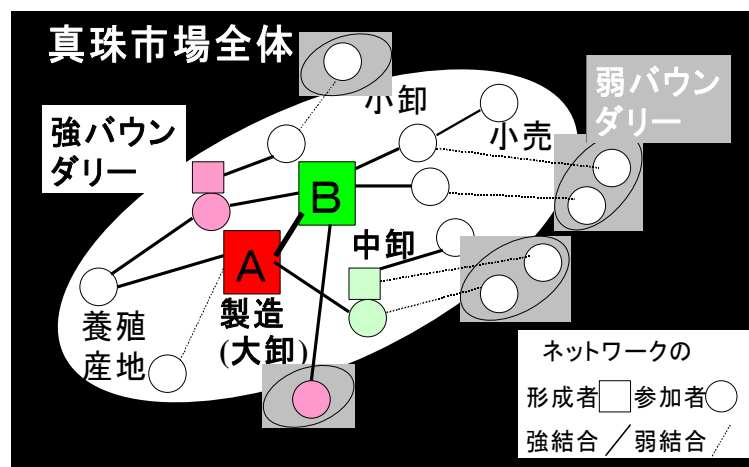 真珠市場全体
小卸
弱バウン
ダリー
小売
強バウン
ダリー
B
中卸
A
製造
(大卸)
養殖
産地
ネットワークの
形成者 参加者
強結合 弱結合